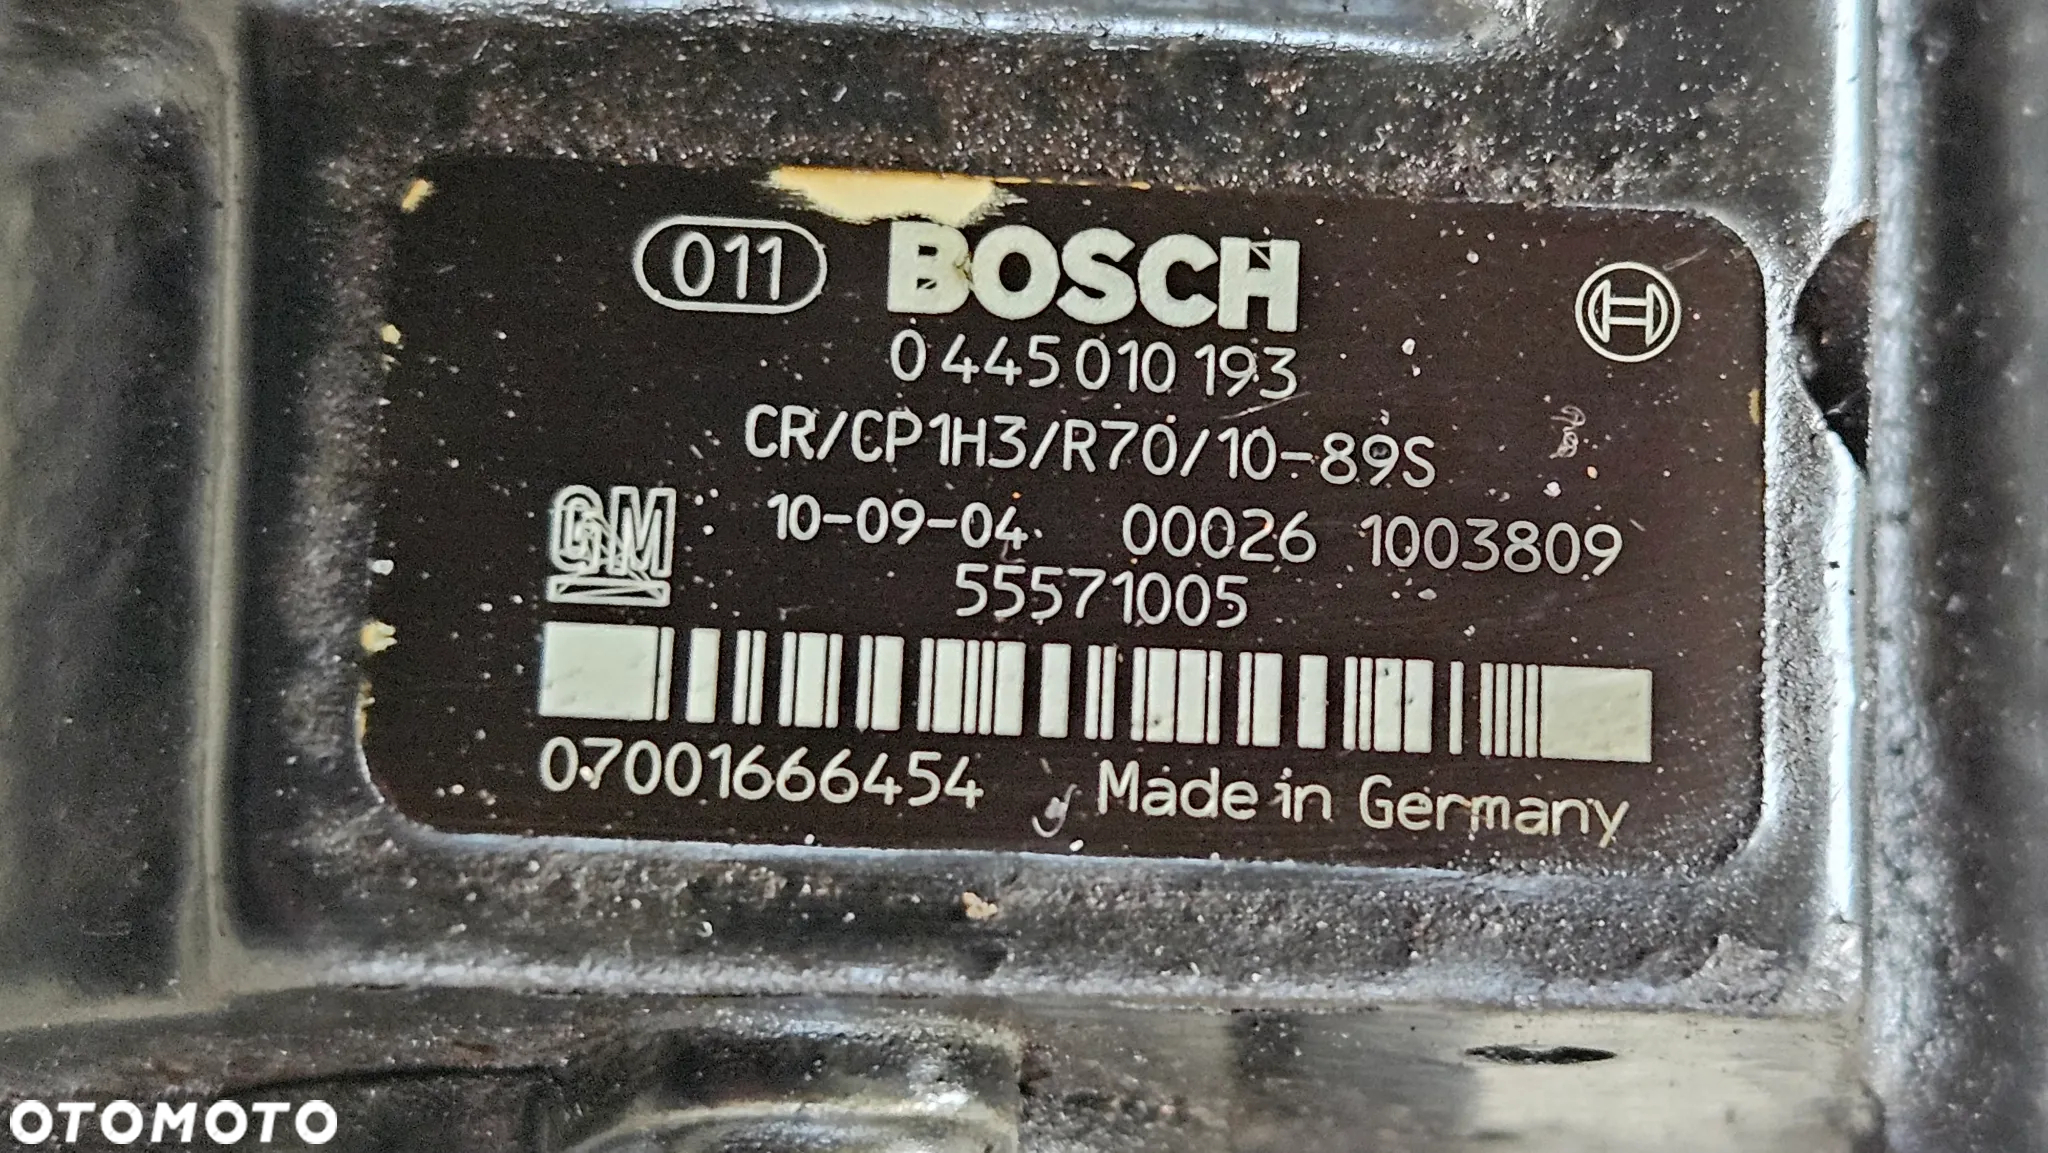 011 BOSCH
0 445 010 193
CR/CP1H3/R70/10-89S
GM 10-09-04 00026 1003809
55571005
07001666454 Made in Germany
OTOMOTO